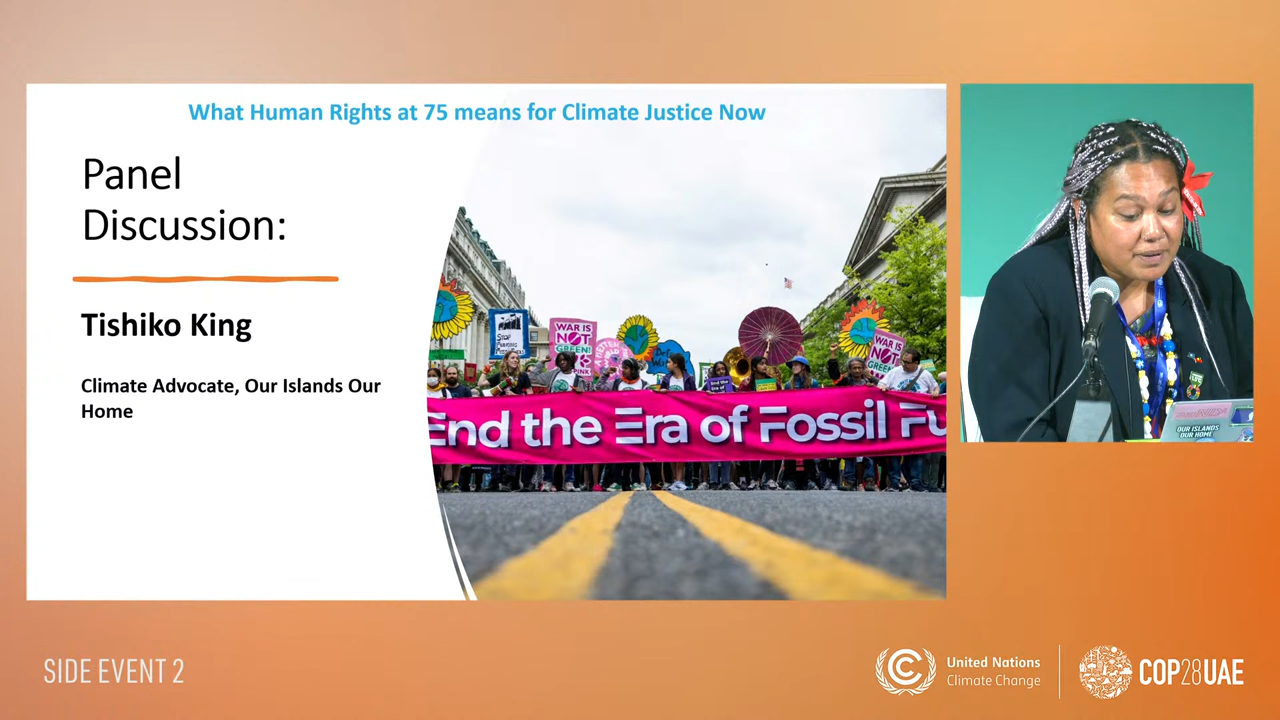 What Human Rights at 75 means for Climate Justice Now
Panel
Discussion:
Tishiko King
Climate Advocate, Our Islands Our
Home
STOP
WAR IS
NOT
GREEN!
WAR IS
NOT
End the Era of Fossil Fu
OUR ISLANDS
OUR HOME
SIDE EVENT 2
United Nations
Climate Change
COP28UAE